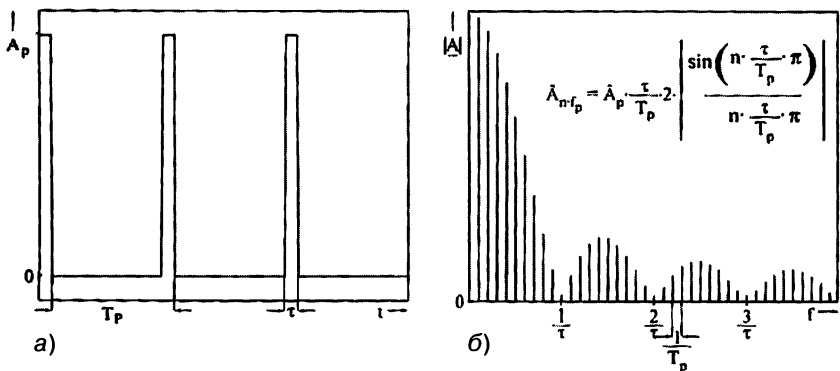 A_p
0
T_p
τ
t
а)
|A|
Â_{n·f_p} = Â_p · τ/T_p · 2 · |sin(n · τ/T_p · π) / (n · τ/T_p · π)|
0
1/τ
2/τ
3/τ
f
1/T_p
б)